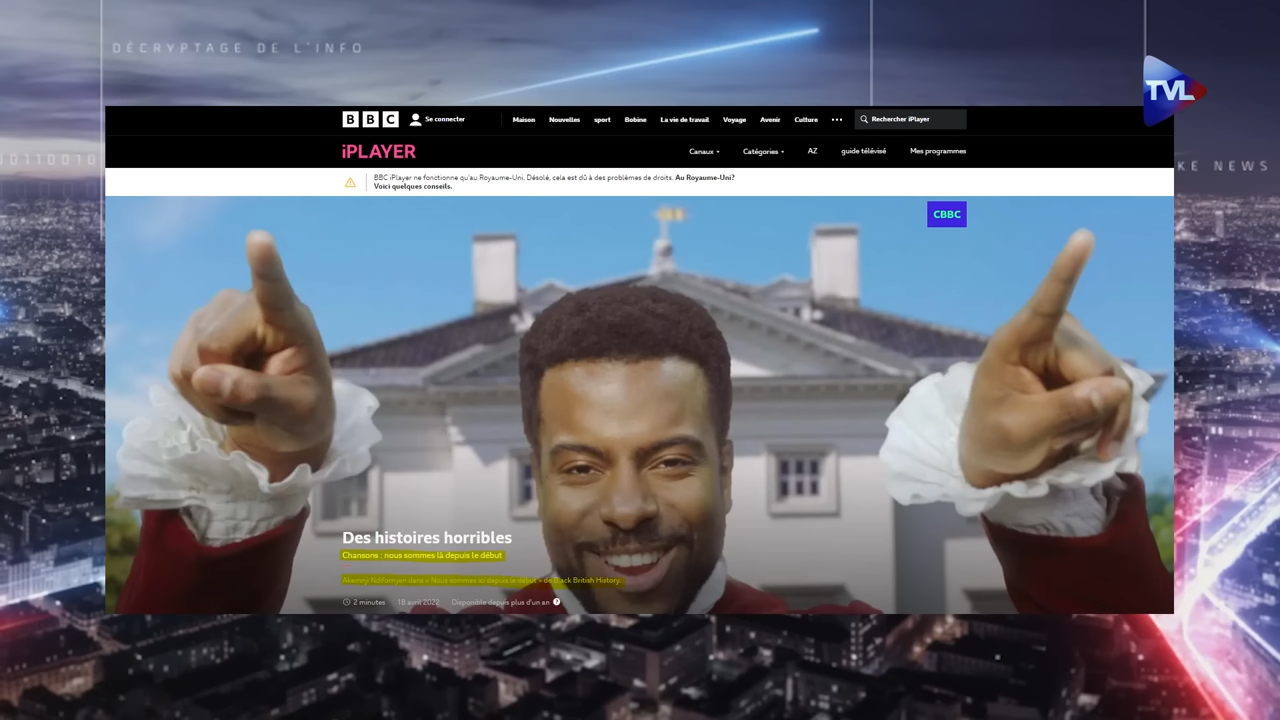 DÉCRYPTAGE DE L'INFO
TVL
BBC
Se connecter
Maison
Nouvelles
sport
Bobine
La vie de travail
Voyage
Avenir
Culture
Rechercher iPlayer
iPLAYER
Canaux
Catégories
AZ
guide télévisé
Mes programmes
10110010
KE NEWS
BBC iPlayer ne fonctionne qu'au Royaume-Uni. Désolé, cela est dû à des problèmes de droits. Au Royaume-Uni?
Voici quelques conseils.
CBBC
Des histoires horribles
Chansons : nous sommes là depuis le début
dans « Nous sommes ici depuis le début » de Black British History.
2 minutes
18 avril 2022
Disponible depuis plus d'un an